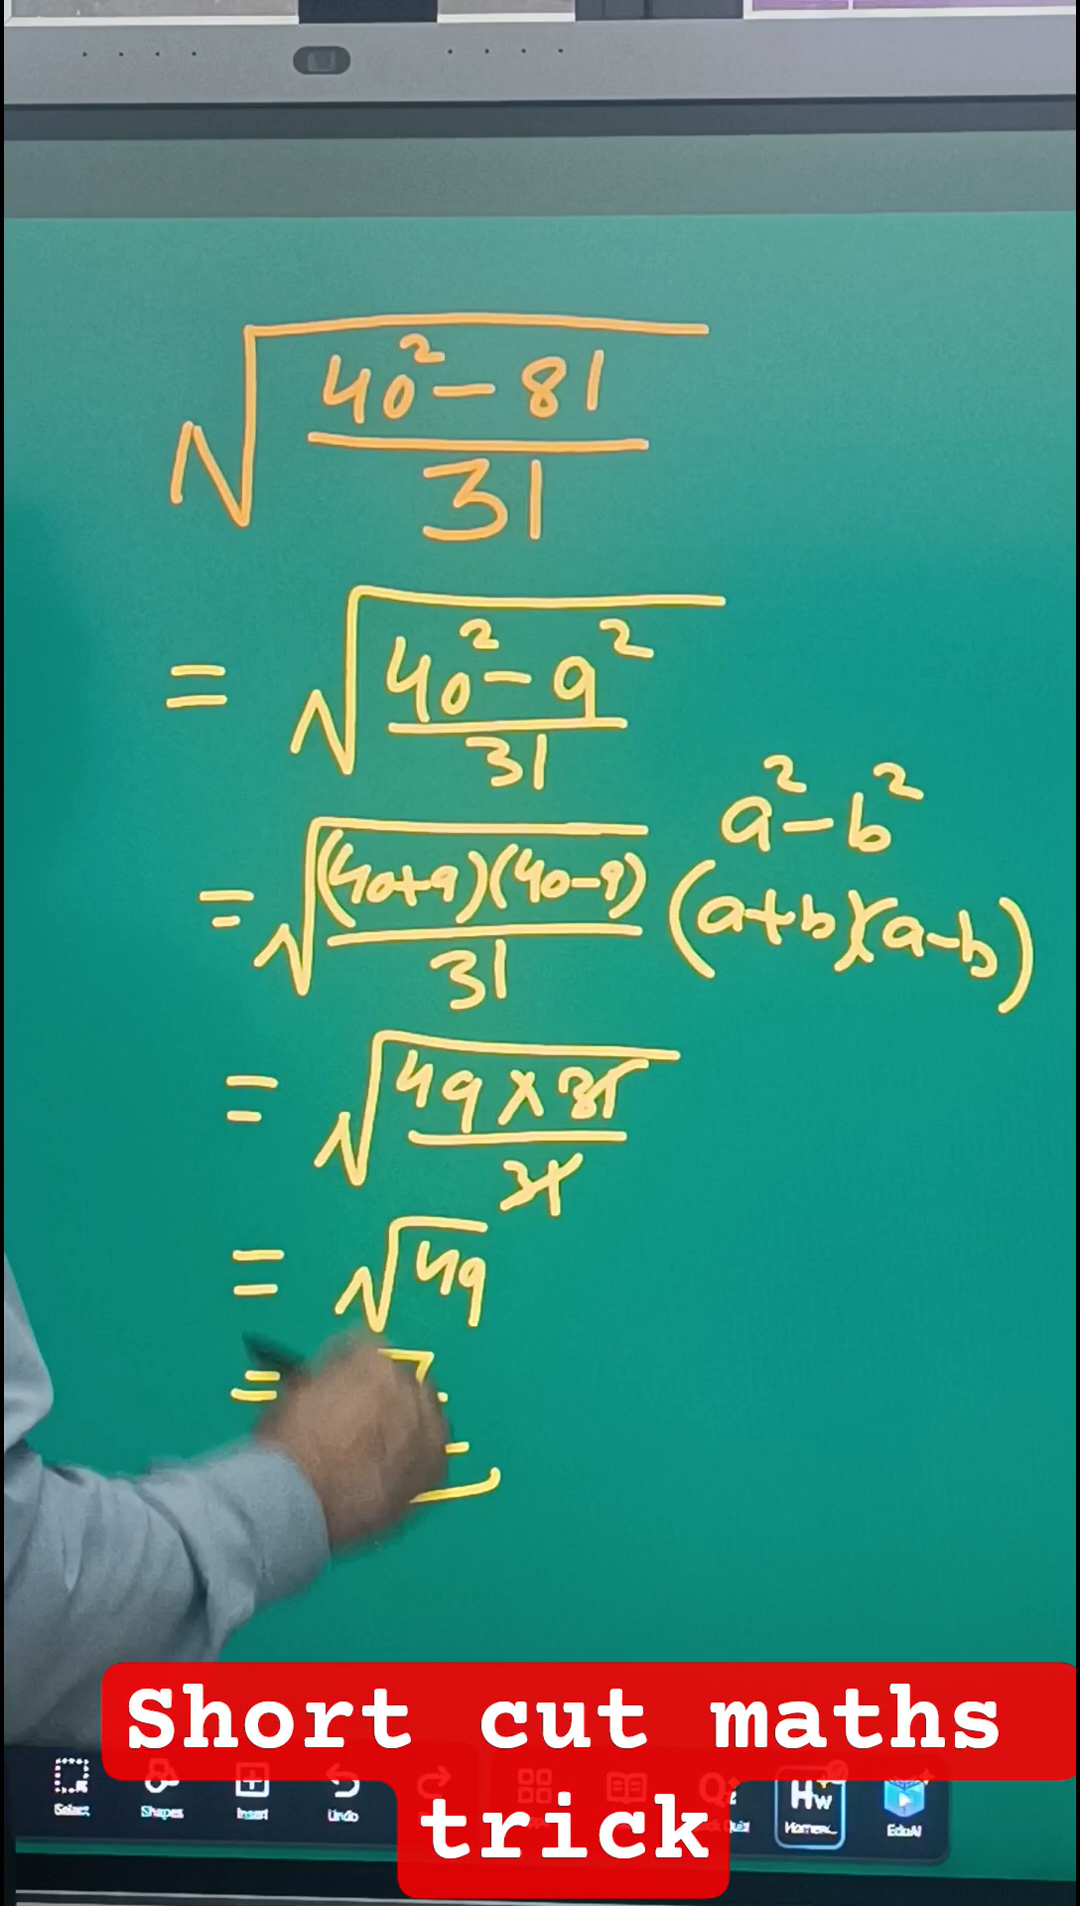 √((40² - 81)/31)
= √((40² - 9²)/31)
a² - b²
= √(((40+9)(40-9))/31) (a+b)(a-b)
= √((49 × 31)/31)
= √49
= 7
Short cut maths
trick
Select Shapes Insert Undo Homew... EduAI
Hw